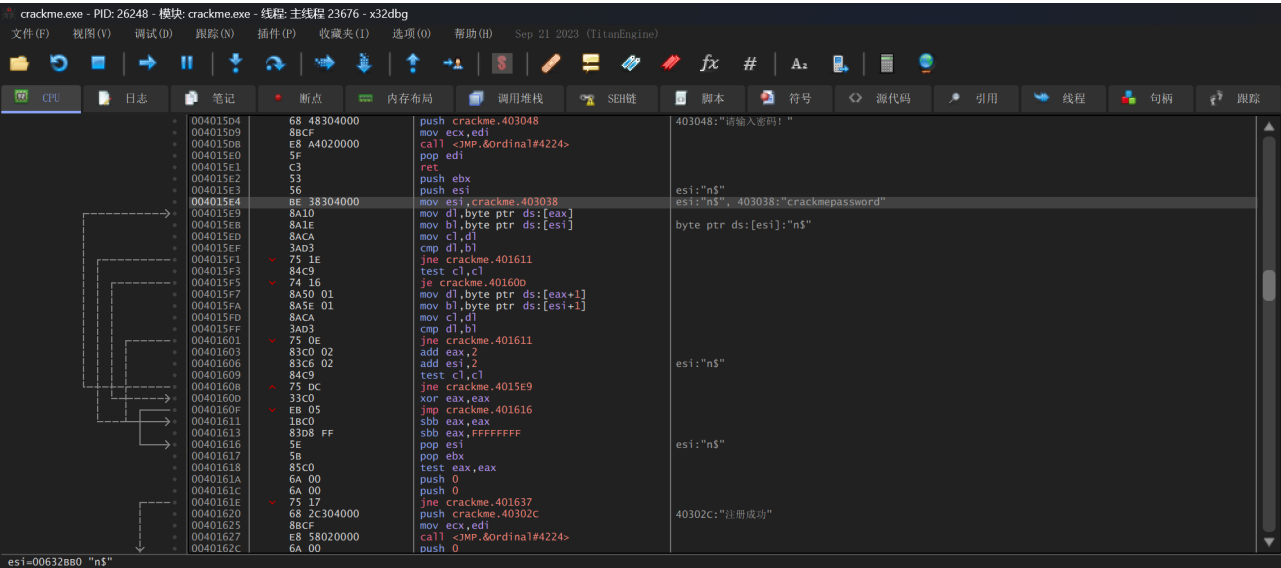 crackme.exe - PID: 26248 - 模块: crackme.exe - 线程: 主线程 23676 - x32dbg
文件(F) 视图(V) 调试(D) 跟踪(N) 插件(P) 收藏夹(I) 选项(O) 帮助(H) Sep 21 2023 (TitanEngine)
$ fx # A₂
CPU 日志 笔记 断点 内存布局 调用堆栈 SEH链 脚本 符号 源代码 引用 线程 句柄 跟踪
004015D4 68 48304000 push crackme.403048 403048:"请输入密码！"
004015D9 8BCF mov ecx,edi
004015DB E8 A4020000 call <JMP.&Ordinal#4224>
004015E0 5F pop edi
004015E1 C3 ret
004015E2 53 push ebx
004015E3 56 push esi esi:"n$"
004015E4 BE 38304000 mov esi,crackme.403038 esi:"n$", 403038:"crackmepassword"
004015E9 8A10 mov dl,byte ptr ds:[eax]
004015EB 8A1E mov bl,byte ptr ds:[esi] byte ptr ds:[esi]:"n$"
004015ED 8ACA mov cl,dl
004015EF 3AD3 cmp dl,bl
004015F1 75 1E jne crackme.401611
004015F3 84C9 test cl,cl
004015F5 74 16 je crackme.40160D
004015F7 8A50 01 mov dl,byte ptr ds:[eax+1]
004015FA 8A5E 01 mov bl,byte ptr ds:[esi+1]
004015FD 8ACA mov cl,dl
004015FF 3AD3 cmp dl,bl
00401601 75 0E jne crackme.401611
00401603 83C0 02 add eax,2
00401606 83C6 02 add esi,2 esi:"n$"
00401609 84C9 test cl,cl
0040160B 75 DC jne crackme.4015E9
0040160D 33C0 xor eax,eax
0040160F EB 05 jmp crackme.401616
00401611 1BC0 sbb eax,eax
00401613 83D8 FF sbb eax,FFFFFFFF
00401616 5E pop esi esi:"n$"
00401617 5B pop ebx
00401618 85C0 test eax,eax
0040161A 6A 00 push 0
0040161C 6A 00 push 0
0040161E 75 17 jne crackme.401637
00401620 68 2C304000 push crackme.40302C 40302C:"注册成功"
00401625 8BCF mov ecx,edi
00401627 E8 58020000 call <JMP.&Ordinal#4224>
0040162C 6A 00 push 0
esi=00632BB0 "n$"